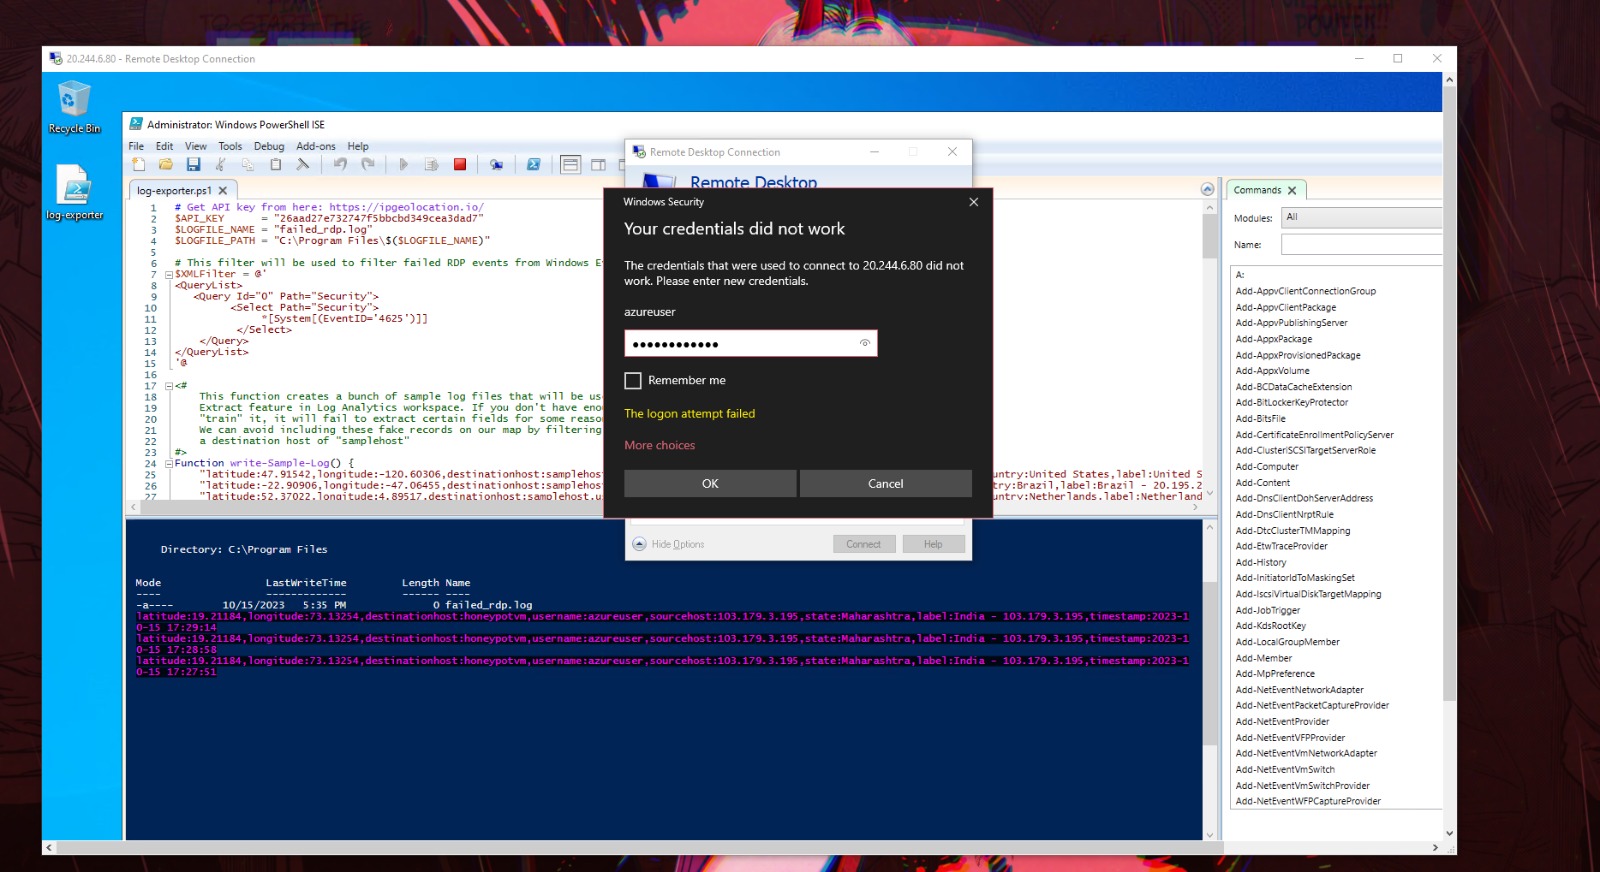 20.244.6.80 - Remote Desktop Connection
Recycle Bin
log-exporter
Administrator: Windows PowerShell ISE
File Edit View Tools Debug Add-ons Help
log-exporter.ps1
1 # Get API key from here: https://ipgeolocation.io/
2 $API_KEY = "26aad27e732747f5bbcbd349cea3dad7"
3 $LOGFILE_NAME = "failed_rdp.log"
4 $LOGFILE_PATH = "C:\Program Files\$($LOGFILE_NAME)"
5
6 # This filter will be used to filter failed RDP events from Windows E
7 $XMLFilter = @'
8 <QueryList>
9 <Query Id="0" Path="Security">
10 <Select Path="Security">
11 *[System[(EventID='4625')]]
12 </Select>
13 </Query>
14 </QueryList>
15 '@
16
17 <#
18 This function creates a bunch of sample log files that will be us
19 Extract feature in Log Analytics workspace. If you don't have eno
20 "train" it, it will fail to extract certain fields for some reaso
21 We can avoid including these fake records on our map by filtering
22 a destination host of "samplehost"
23 #>
24 Function write-Sample-Log() {
25 "latitude:47.91542,longitude:-120.60306,destinationhost:samplehos untry:United States,label:United S
26 "latitude:-22.90906,longitude:-47.06455,destinationhost:samplehos try:Brazil,label:Brazil - 20.195.2
27 "latitude:52.37022,longitude:4.89517,destinationhost:samplehost,u untry:Netherlands,label:Netherland
Remote Desktop Connection
Remote Desktop
Windows Security
Your credentials did not work
The credentials that were used to connect to 20.244.6.80 did not
work. Please enter new credentials.
azureuser
Remember me
The logon attempt failed
More choices
OK Cancel
Hide Options Connect Help
Directory: C:\Program Files
Mode LastWriteTime Length Name
---- ------------- ------ ----
-a---- 10/15/2023 5:35 PM 0 failed_rdp.log
latitude:19.21184,longitude:73.13254,destinationhost:honeypotvm,username:azureuser,sourcehost:103.179.3.195,state:Maharashtra,label:India - 103.179.3.195,timestamp:2023-1
0-15 17:29:14
latitude:19.21184,longitude:73.13254,destinationhost:honeypotvm,username:azureuser,sourcehost:103.179.3.195,state:Maharashtra,label:India - 103.179.3.195,timestamp:2023-1
0-15 17:28:58
latitude:19.21184,longitude:73.13254,destinationhost:honeypotvm,username:azureuser,sourcehost:103.179.3.195,state:Maharashtra,label:India - 103.179.3.195,timestamp:2023-1
0-15 17:27:51
Commands
Modules: All
Name:
A:
Add-AppvClientConnectionGroup
Add-AppvClientPackage
Add-AppvPublishingServer
Add-AppxPackage
Add-AppxProvisionedPackage
Add-AppxVolume
Add-BCDataCacheExtension
Add-BitLockerKeyProtector
Add-BitsFile
Add-CertificateEnrollmentPolicyServer
Add-ClusteriSCSITargetServerRole
Add-Computer
Add-Content
Add-DnsClientDohServerAddress
Add-DnsClientNrptRule
Add-DtcClusterTMMapping
Add-EtwTraceProvider
Add-History
Add-InitiatorIdToMaskingSet
Add-IscsiVirtualDiskTargetMapping
Add-JobTrigger
Add-KdsRootKey
Add-LocalGroupMember
Add-Member
Add-MpPreference
Add-NetEventNetworkAdapter
Add-NetEventPacketCaptureProvider
Add-NetEventProvider
Add-NetEventVFPProvider
Add-NetEventVmNetworkAdapter
Add-NetEventVmSwitch
Add-NetEventVmSwitchProvider
Add-NetEventWFPCaptureProvider